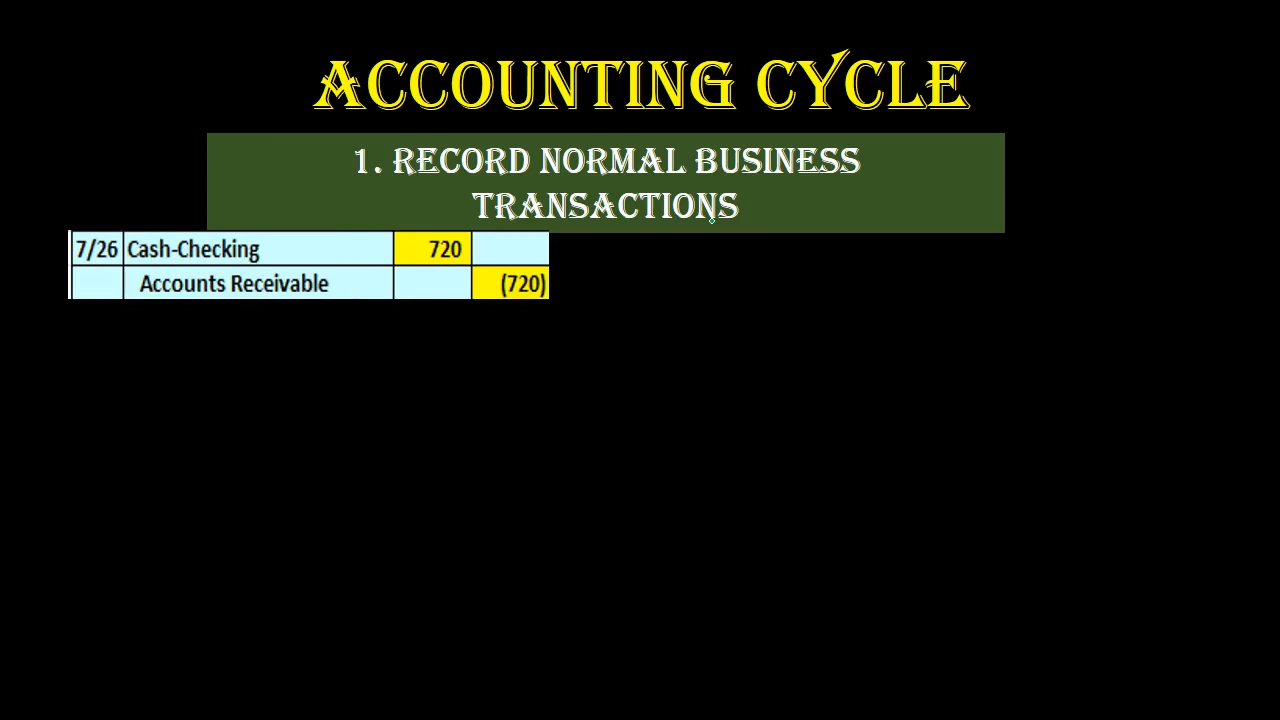 ACCOUNTING CYCLE
1. RECORD NORMAL BUSINESS
TRANSACTIONS
7/26 Cash-Checking 720
Accounts Receivable (720)